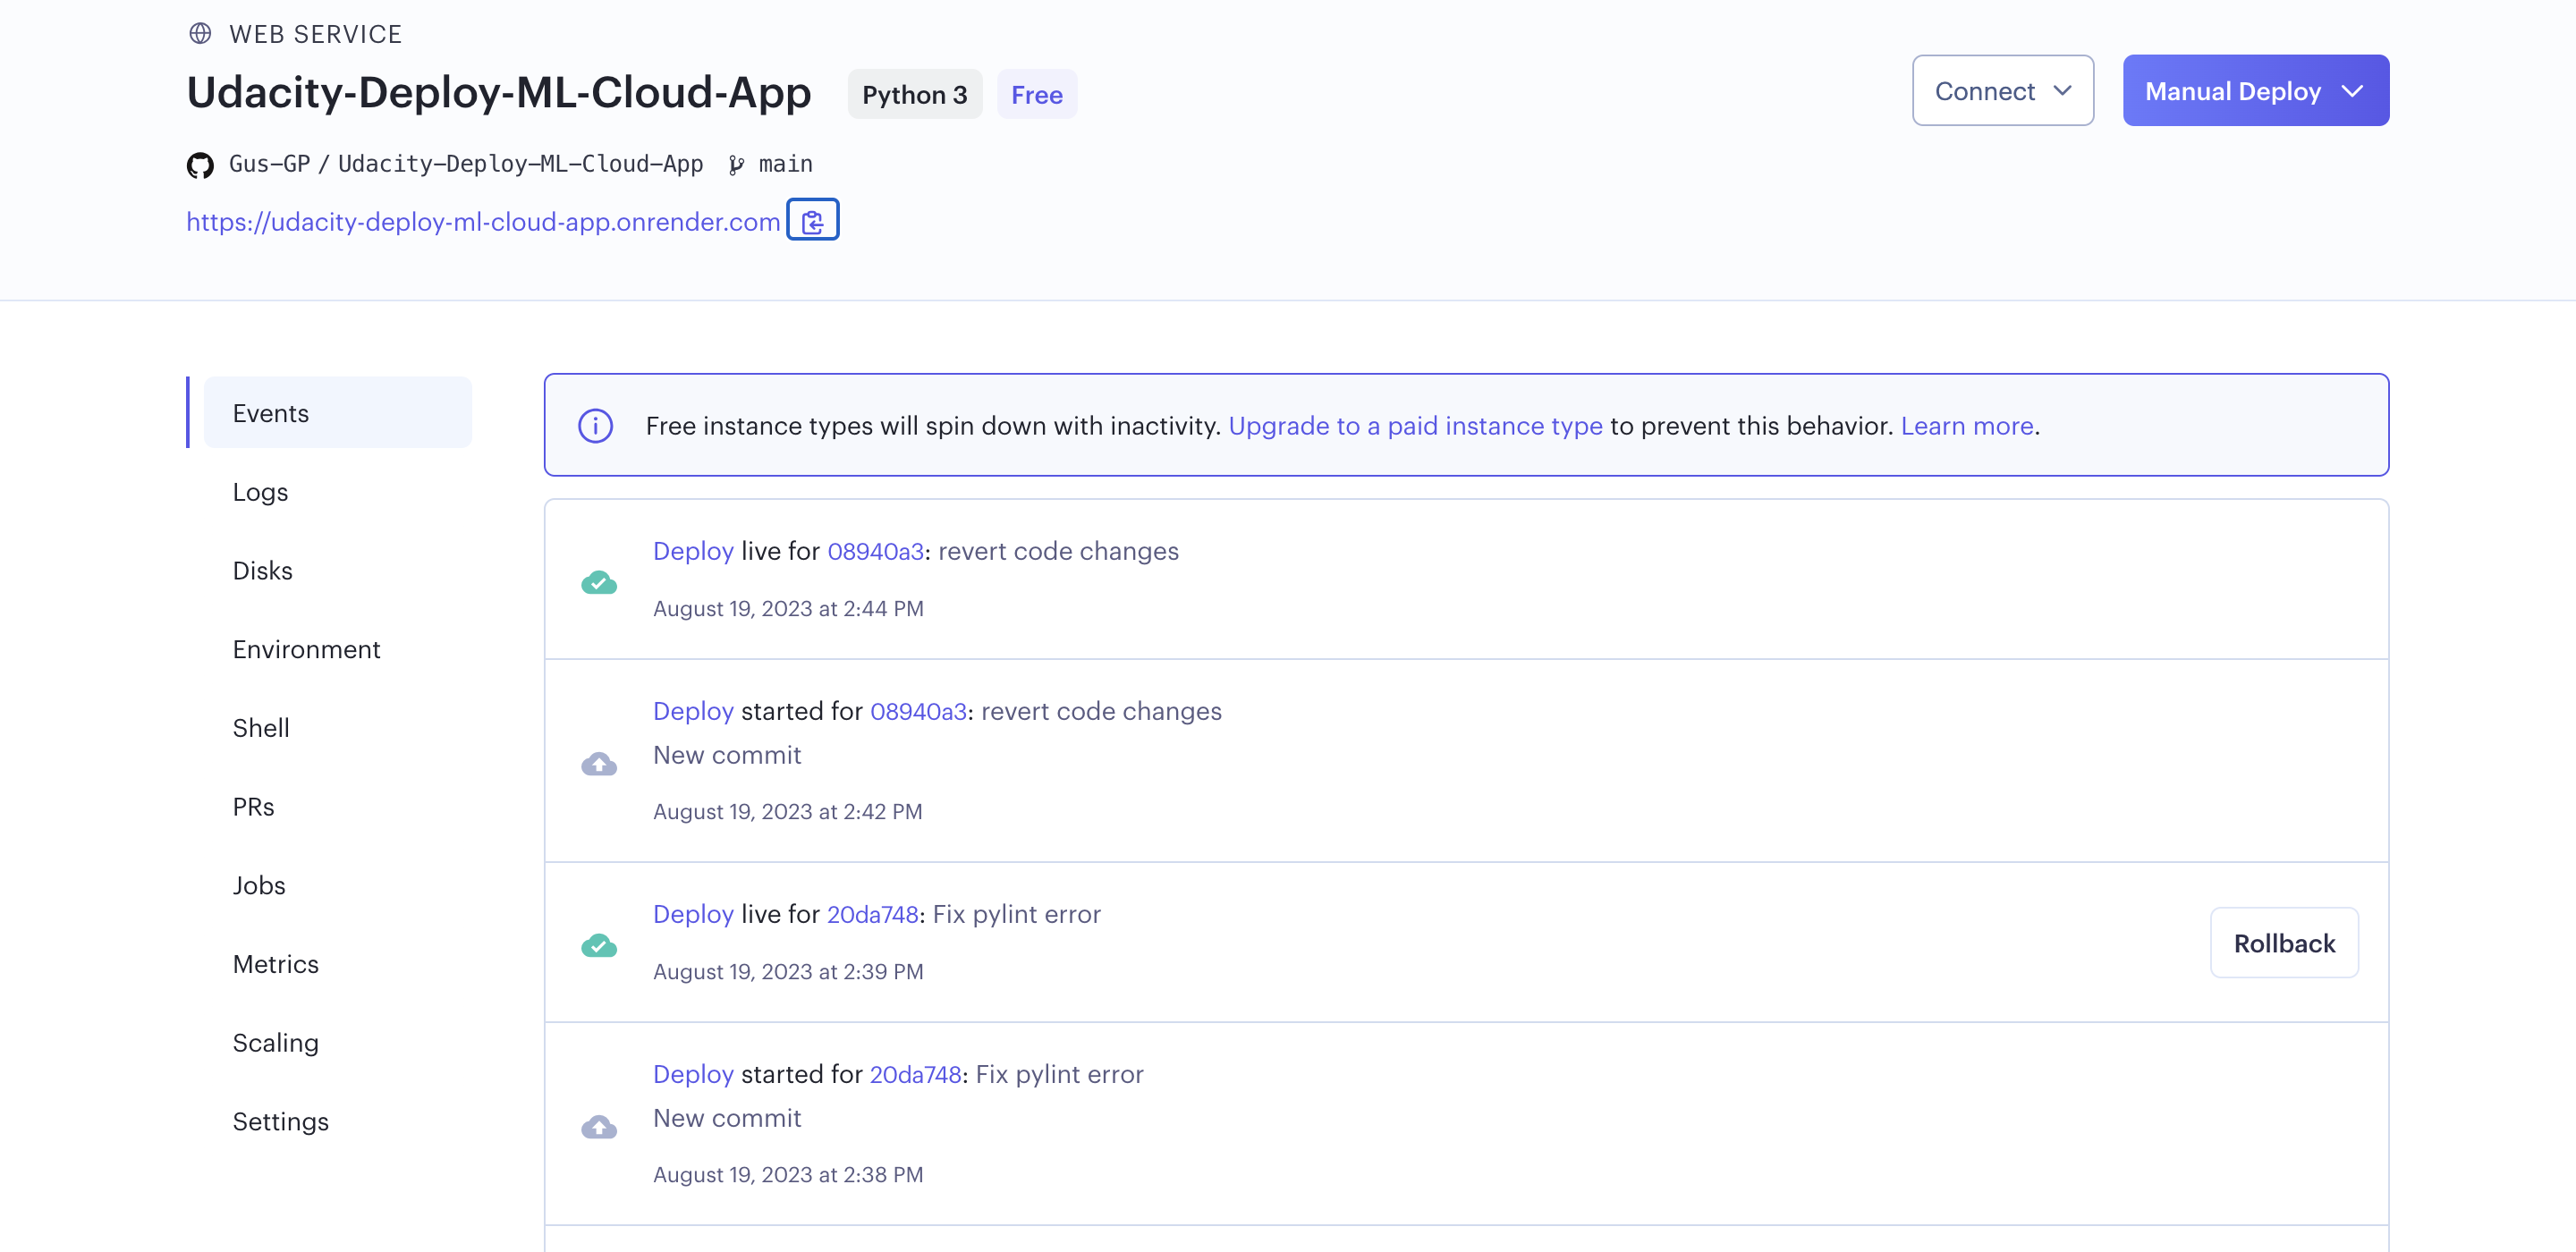 WEB SERVICE
Udacity-Deploy-ML-Cloud-App Python 3 Free
Connect
Manual Deploy
Gus-GP / Udacity-Deploy-ML-Cloud-App main
https://udacity-deploy-ml-cloud-app.onrender.com
Events
Logs
Disks
Environment
Shell
PRs
Jobs
Metrics
Scaling
Settings
Free instance types will spin down with inactivity. Upgrade to a paid instance type to prevent this behavior. Learn more.
Deploy live for 08940a3: revert code changes
August 19, 2023 at 2:44 PM
Deploy started for 08940a3: revert code changes
New commit
August 19, 2023 at 2:42 PM
Deploy live for 20da748: Fix pylint error
August 19, 2023 at 2:39 PM
Rollback
Deploy started for 20da748: Fix pylint error
New commit
August 19, 2023 at 2:38 PM